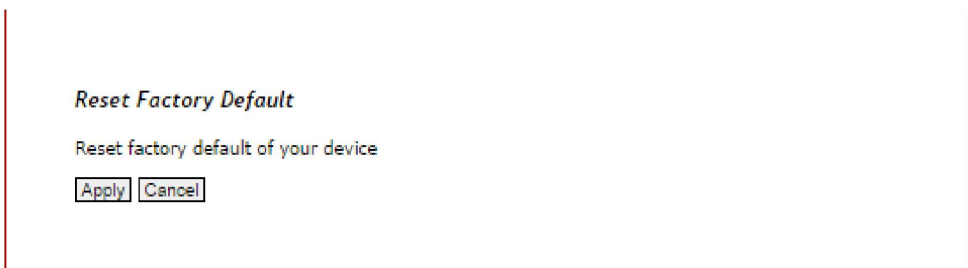 Reset Factory Default
Reset factory default of your device
Apply Cancel